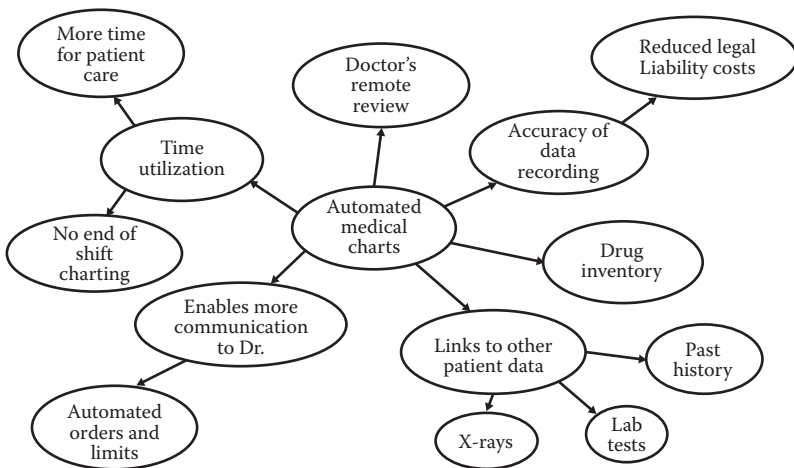 More time
for patient
care
Doctor's
remote
review
Reduced legal
Liability costs
Time
utilization
Accuracy of
data
recording
Automated
medical
charts
No end of
shift
charting
Drug
inventory
Enables more
communication
to Dr.
Links to other
patient data
Past
history
Automated
orders and
limits
X-rays
Lab
tests